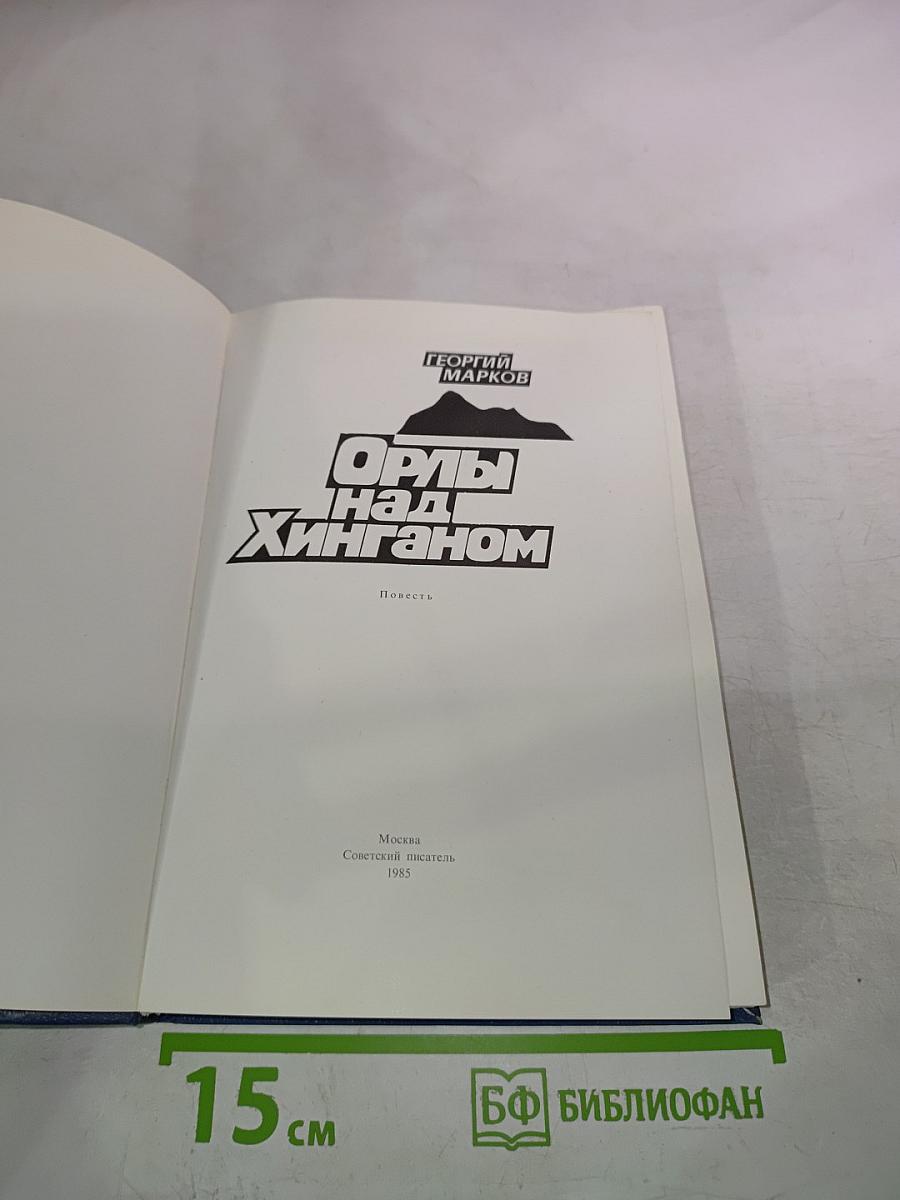 ГЕОРГИЙ
МАРКОВ
Орлы
над
Хинганом
Повесть
Москва
Советский писатель
1985
15 см
БФ БИБЛИОФАН